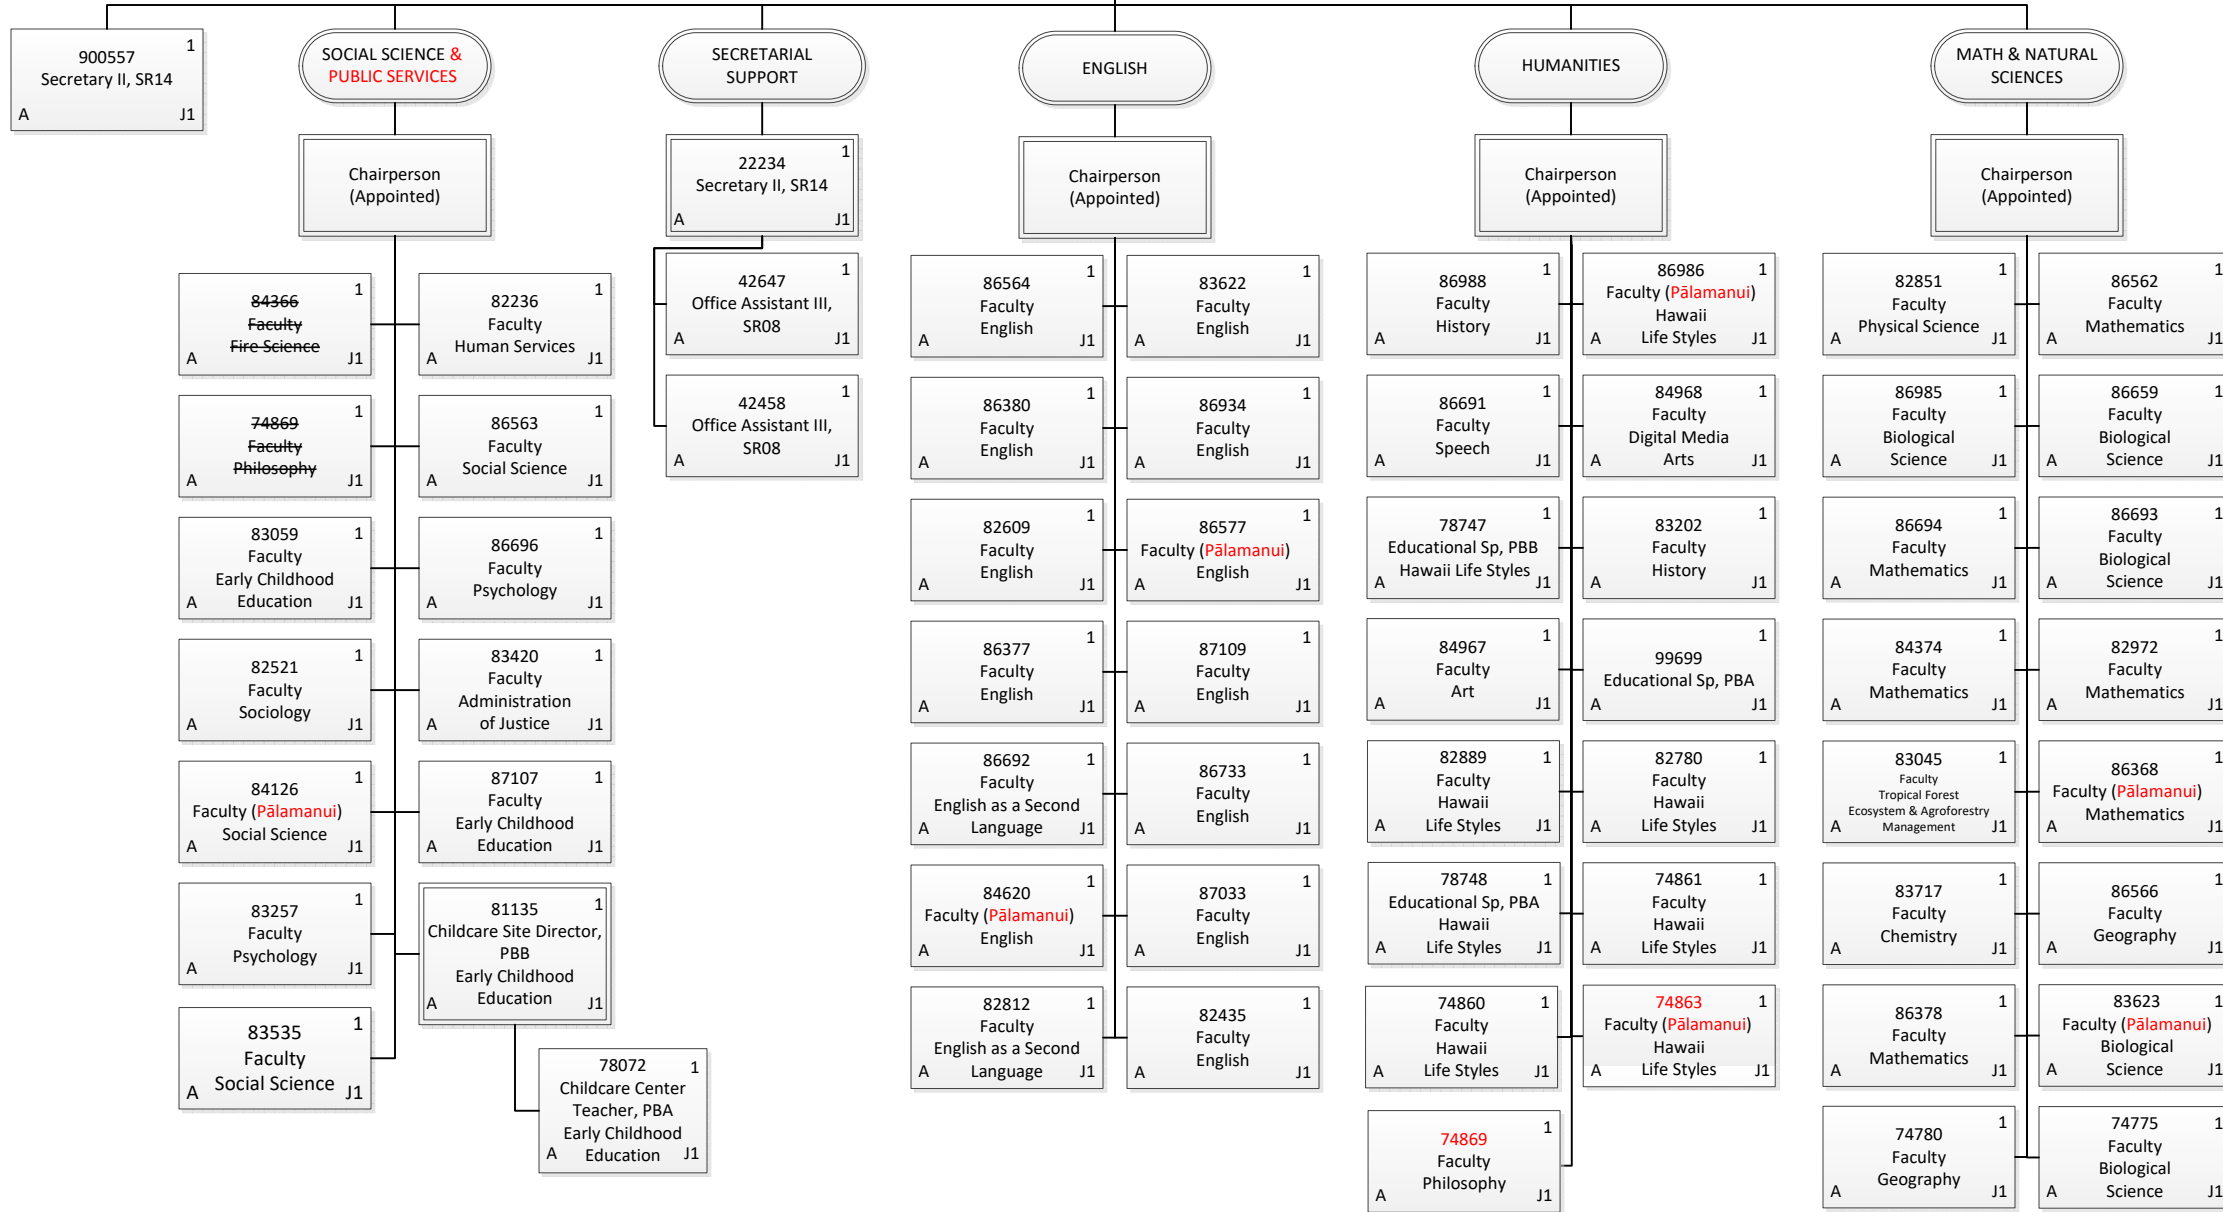 900557
1
Secretary II, SR14
A
J1
SOCIAL SCIENCE &
PUBLIC SERVICES
Chairperson
(Appointed)
84366
1
Faculty
Fire Science
A
J1
82236
1
Faculty
Human Services
A
J1
74869
1
Faculty
Philosophy
A
J1
86563
1
Faculty
Social Science
A
J1
83059
1
Faculty
Early Childhood
Education
A
J1
86696
1
Faculty
Psychology
A
J1
82521
1
Faculty
Sociology
A
J1
83420
1
Faculty
Administration
of Justice
A
J1
84126
1
Faculty (Pālamanui)
Social Science
A
J1
87107
1
Faculty
Early Childhood
Education
A
J1
83257
1
Faculty
Psychology
A
J1
81135
1
Childcare Site Director,
PBB
Early Childhood
Education
A
J1
83535
1
Faculty
Social Science
A
J1
78072
1
Childcare Center
Teacher, PBA
Early Childhood
Education
A
J1
SECRETARIAL
SUPPORT
22234
1
Secretary II, SR14
A
J1
42647
1
Office Assistant III,
SR08
A
J1
42458
1
Office Assistant III,
SR08
A
J1
ENGLISH
Chairperson
(Appointed)
86564
1
Faculty
English
A
J1
83622
1
Faculty
English
A
J1
86380
1
Faculty
English
A
J1
86934
1
Faculty
English
A
J1
82609
1
Faculty
English
A
J1
86577
1
Faculty (Pālamanui)
English
A
J1
86377
1
Faculty
English
A
J1
87109
1
Faculty
English
A
J1
86692
1
Faculty
English as a Second
Language
A
J1
86733
1
Faculty
English
A
J1
84620
1
Faculty (Pālamanui)
English
A
J1
87033
1
Faculty
English
A
J1
82812
1
Faculty
English as a Second
Language
A
J1
82435
1
Faculty
English
A
J1
HUMANITIES
Chairperson
(Appointed)
86988
1
Faculty
History
A
J1
86986
1
Faculty (Pālamanui)
Hawaii
Life Styles
A
J1
86691
1
Faculty
Speech
A
J1
84968
1
Faculty
Digital Media
Arts
A
J1
78747
1
Educational Sp, PBB
Hawaii Life Styles
A
J1
83202
1
Faculty
History
A
J1
84967
1
Faculty
Art
A
J1
99699
1
Educational Sp, PBA
A
J1
82889
1
Faculty
Hawaii
Life Styles
A
J1
82780
1
Faculty
Hawaii
Life Styles
A
J1
78748
1
Educational Sp, PBA
Hawaii
Life Styles
A
J1
74861
1
Faculty
Hawaii
Life Styles
A
J1
74860
1
Faculty
Hawaii
Life Styles
A
J1
74863
1
Faculty (Pālamanui)
Hawaii
Life Styles
A
J1
74869
1
Faculty
Philosophy
A
J1
MATH & NATURAL
SCIENCES
Chairperson
(Appointed)
82851
1
Faculty
Physical Science
A
J1
86562
1
Faculty
Mathematics
A
J1
86985
1
Faculty
Biological
Science
A
J1
86659
1
Faculty
Biological
Science
A
J1
86694
1
Faculty
Mathematics
A
J1
86693
1
Faculty
Biological
Science
A
J1
84374
1
Faculty
Mathematics
A
J1
82972
1
Faculty
Mathematics
A
J1
83045
1
Faculty
Tropical Forest
Ecosystem & Agroforestry
Management
A
J1
86368
1
Faculty (Pālamanui)
Mathematics
A
J1
83717
1
Faculty
Chemistry
A
J1
86566
1
Faculty
Geography
A
J1
86378
1
Faculty
Mathematics
A
J1
83623
1
Faculty (Pālamanui)
Biological
Science
A
J1
74780
1
Faculty
Geography
A
J1
74775
1
Faculty
Biological
Science
A
J1